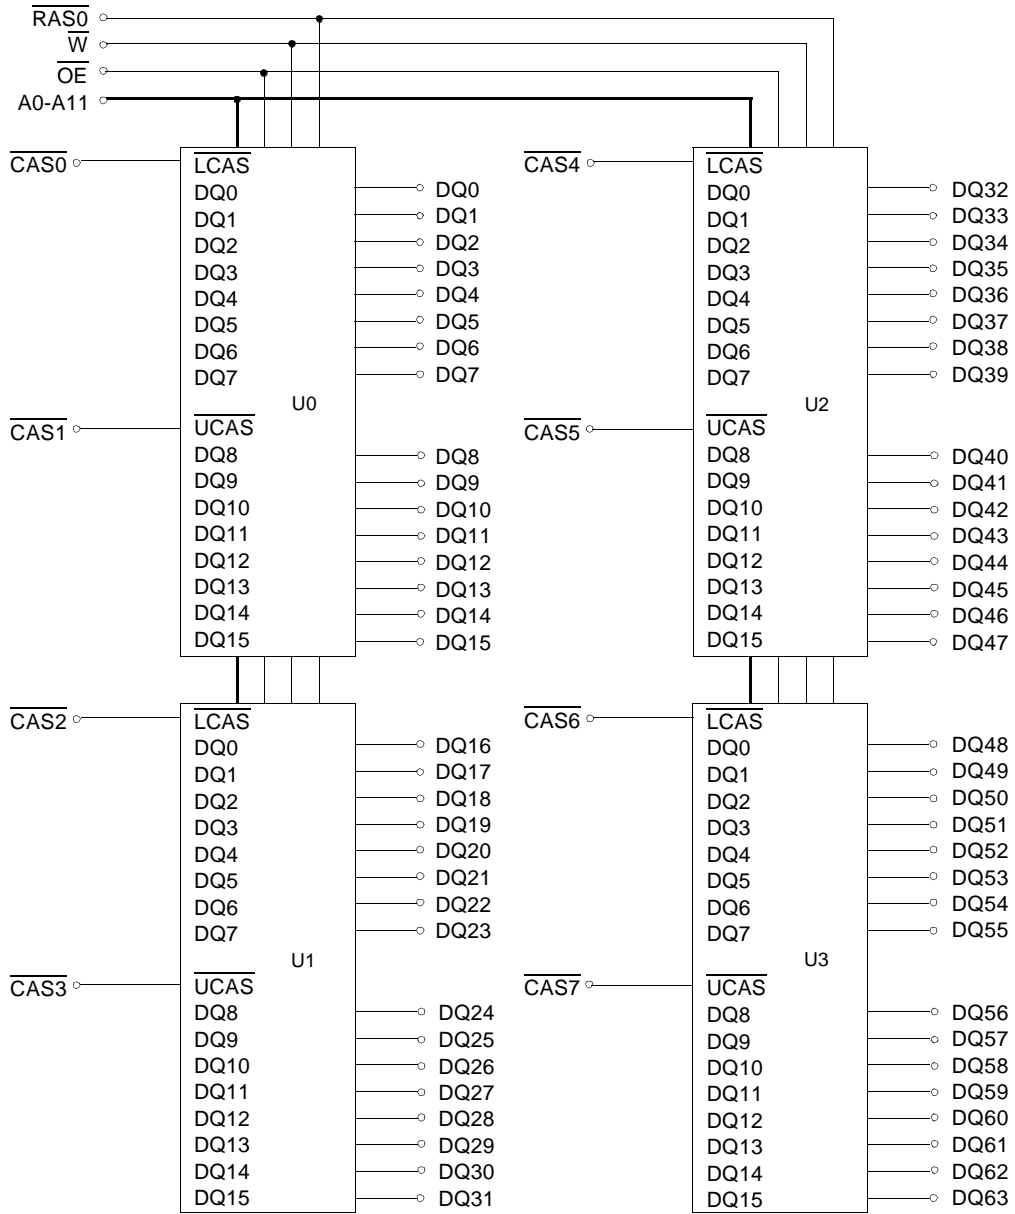 RAS0
W
OE
A0-A11
CAS0
LCAS
DQ0
DQ1
DQ2
DQ3
DQ4
DQ5
DQ6
DQ7
U0
CAS1
UCAS
DQ8
DQ9
DQ10
DQ11
DQ12
DQ13
DQ14
DQ15
DQ0
DQ1
DQ2
DQ3
DQ4
DQ5
DQ6
DQ7
DQ8
DQ9
DQ10
DQ11
DQ12
DQ13
DQ14
DQ15
CAS4
LCAS
DQ0
DQ1
DQ2
DQ3
DQ4
DQ5
DQ6
DQ7
U2
CAS5
UCAS
DQ8
DQ9
DQ10
DQ11
DQ12
DQ13
DQ14
DQ15
DQ32
DQ33
DQ34
DQ35
DQ36
DQ37
DQ38
DQ39
DQ40
DQ41
DQ42
DQ43
DQ44
DQ45
DQ46
DQ47
CAS2
LCAS
DQ0
DQ1
DQ2
DQ3
DQ4
DQ5
DQ6
DQ7
U1
CAS3
UCAS
DQ8
DQ9
DQ10
DQ11
DQ12
DQ13
DQ14
DQ15
DQ16
DQ17
DQ18
DQ19
DQ20
DQ21
DQ22
DQ23
DQ24
DQ25
DQ26
DQ27
DQ28
DQ29
DQ30
DQ31
CAS6
LCAS
DQ0
DQ1
DQ2
DQ3
DQ4
DQ5
DQ6
DQ7
U3
CAS7
UCAS
DQ8
DQ9
DQ10
DQ11
DQ12
DQ13
DQ14
DQ15
DQ48
DQ49
DQ50
DQ51
DQ52
DQ53
DQ54
DQ55
DQ56
DQ57
DQ58
DQ59
DQ60
DQ61
DQ62
DQ63